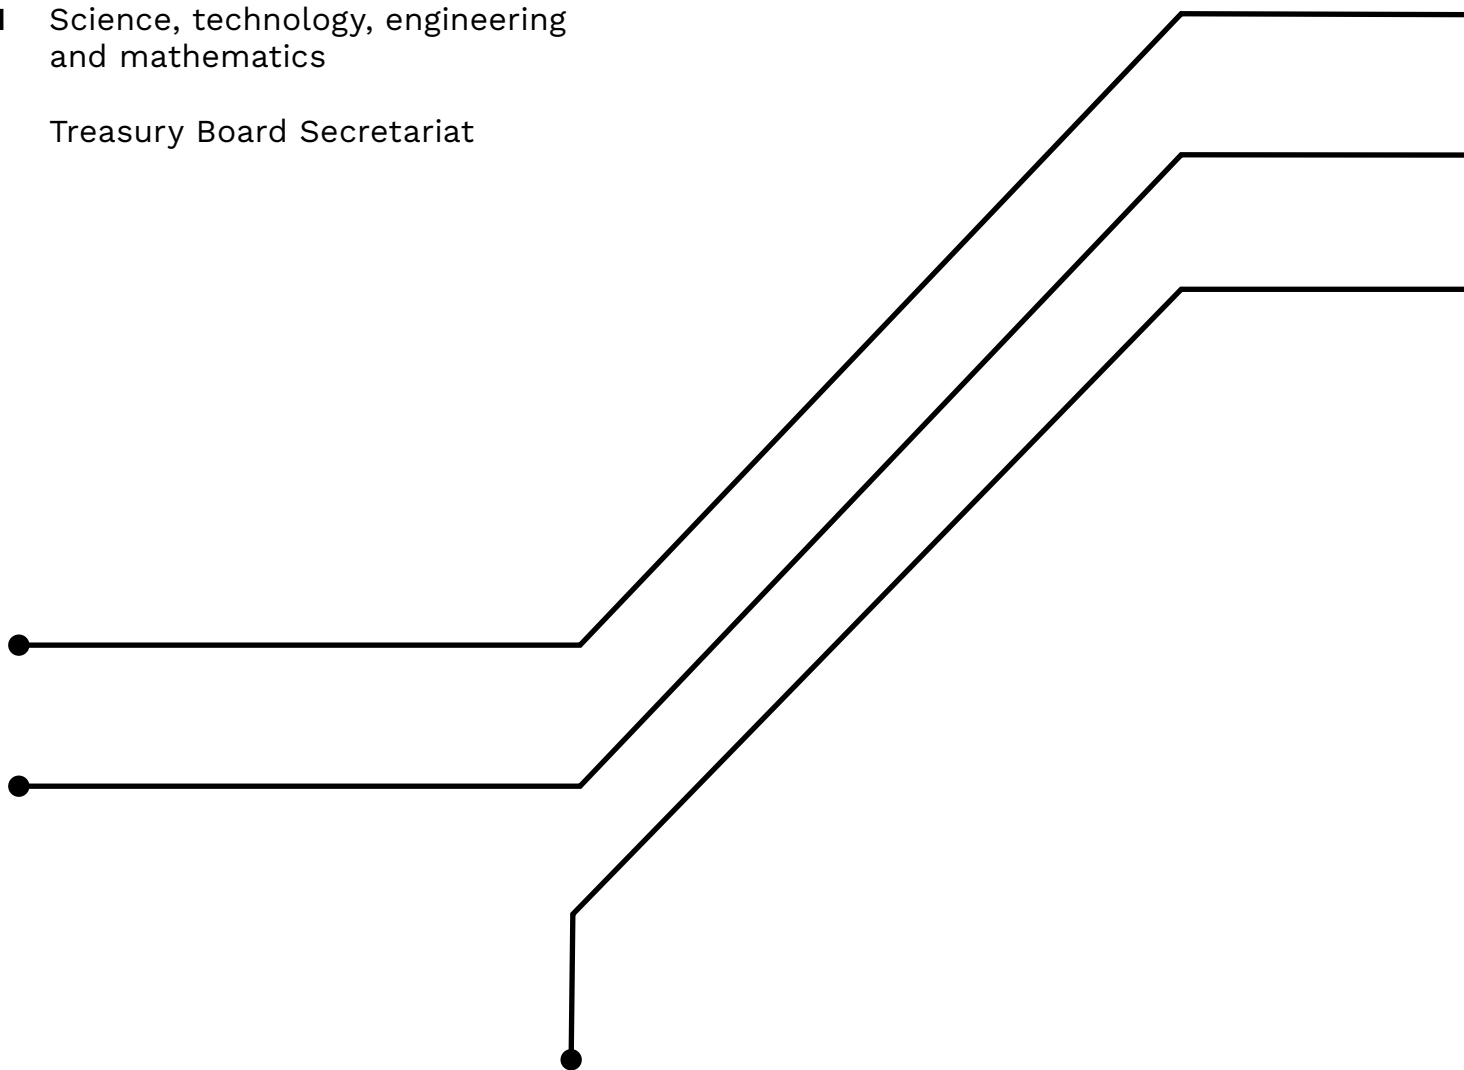 Science, technology, engineering
and mathematics
Treasury Board Secretariat